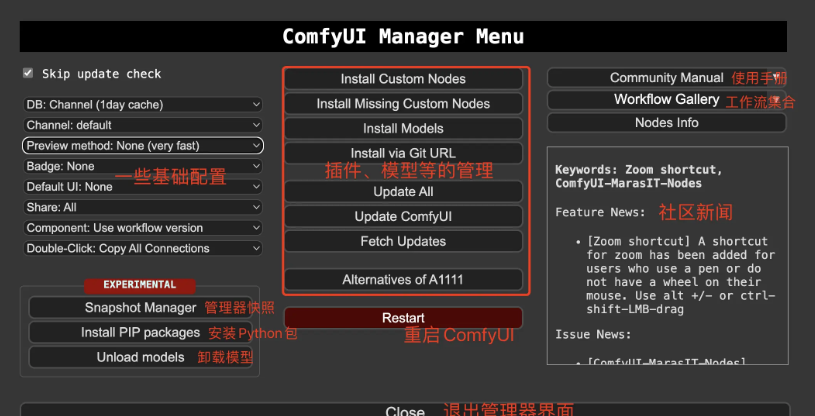 ComfyUI Manager Menu
Skip update check
DB: Channel (1day cache)
Channel: default
Preview method: None (very fast)
Badge: None
一些基础配置
Default UI: None
Share: All
Component: Use workflow version
Double-Click: Copy All Connections
EXPERIMENTAL
Snapshot Manager 管理器快照
Install PIP packages 安装Python包
Unload models 卸载模型
Install Custom Nodes
Install Missing Custom Nodes
Install Models
Install via Git URL
插件、模型等的管理
Update All
Update ComfyUI
Fetch Updates
Alternatives of A1111
Restart
重启ComfyUI
Community Manual 使用手册
Workflow Gallery 工作流集合
Nodes Info
Keywords: Zoom shortcut,
ComfyUI-MarasIT-Nodes
Feature News: 社区新闻
• [Zoom shortcut] A shortcut
for zoom has been added for
users who use a pen or do
not have a wheel on their
mouse. Use alt +/- or ctrl-
shift-LMB-drag
Issue News:
• [ComfyUI-MarasIT-Nodes]
Close 退出管理器界面